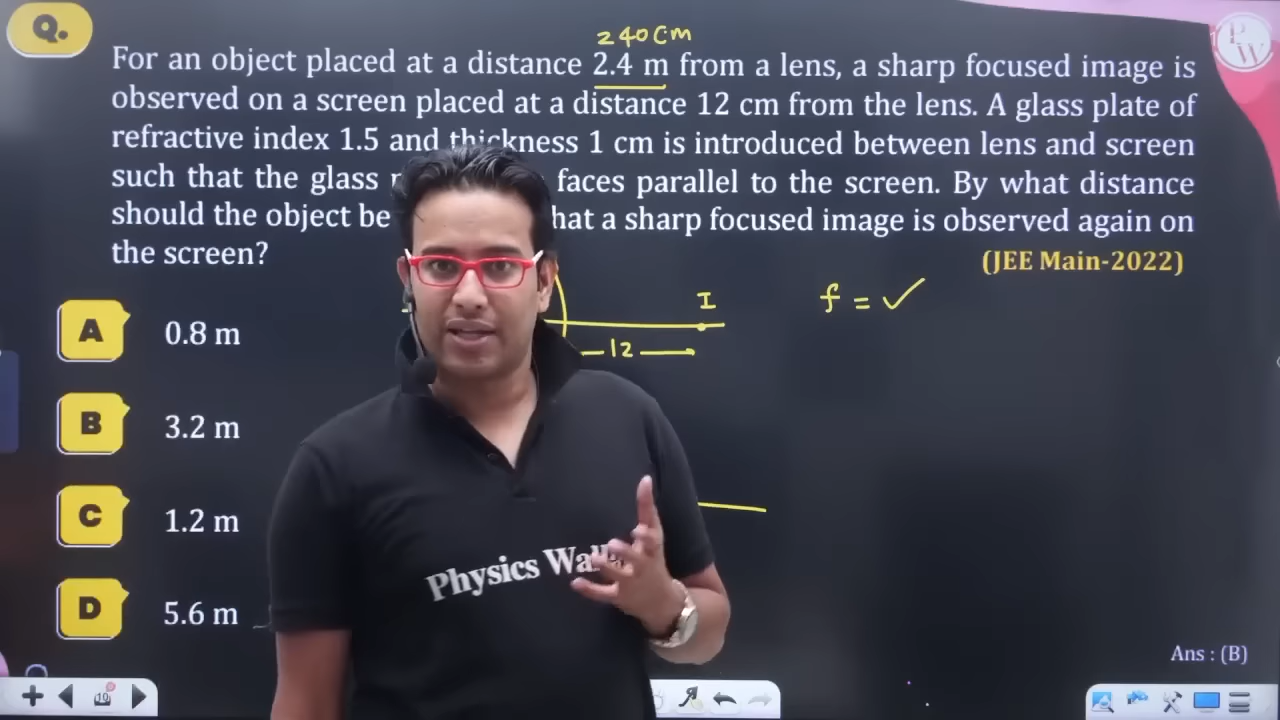 Q.
240cm
For an object placed at a distance 2.4 m from a lens, a sharp focused image is
observed on a screen placed at a distance 12 cm from the lens. A glass plate of
refractive index 1.5 and thickness 1 cm is introduced between lens and screen
such that the glass faces parallel to the screen. By what distance
should the object be that a sharp focused image is observed again on
the screen?
(JEE Main-2022)
I
f = ✓
12
A 0.8 m
B 3.2 m
C 1.2 m
D 5.6 m
Physics
Ans : (B)
PW
19